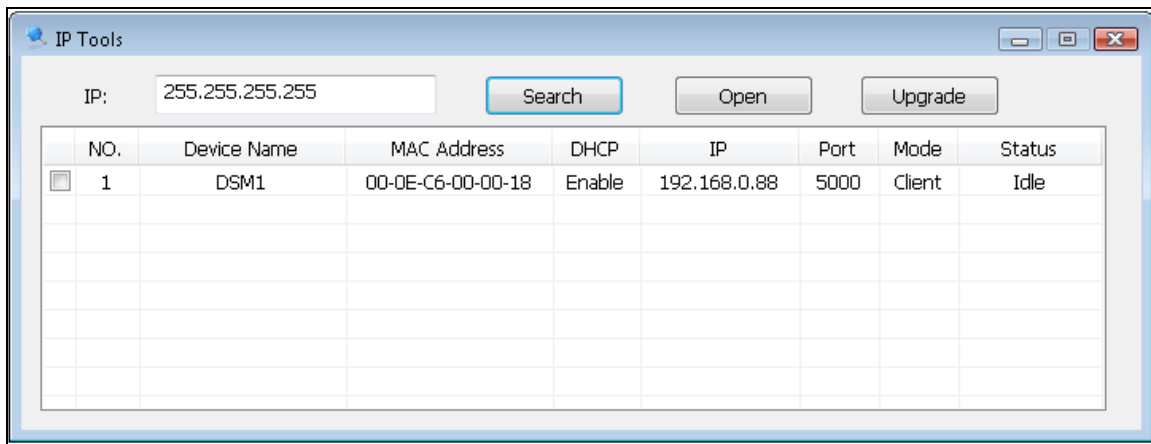 IP Tools
IP: 255.255.255.255 Search Open Upgrade
NO. Device Name MAC Address DHCP IP Port Mode Status
1 DSM1 00-0E-C6-00-00-18 Enable 192.168.0.88 5000 Client Idle